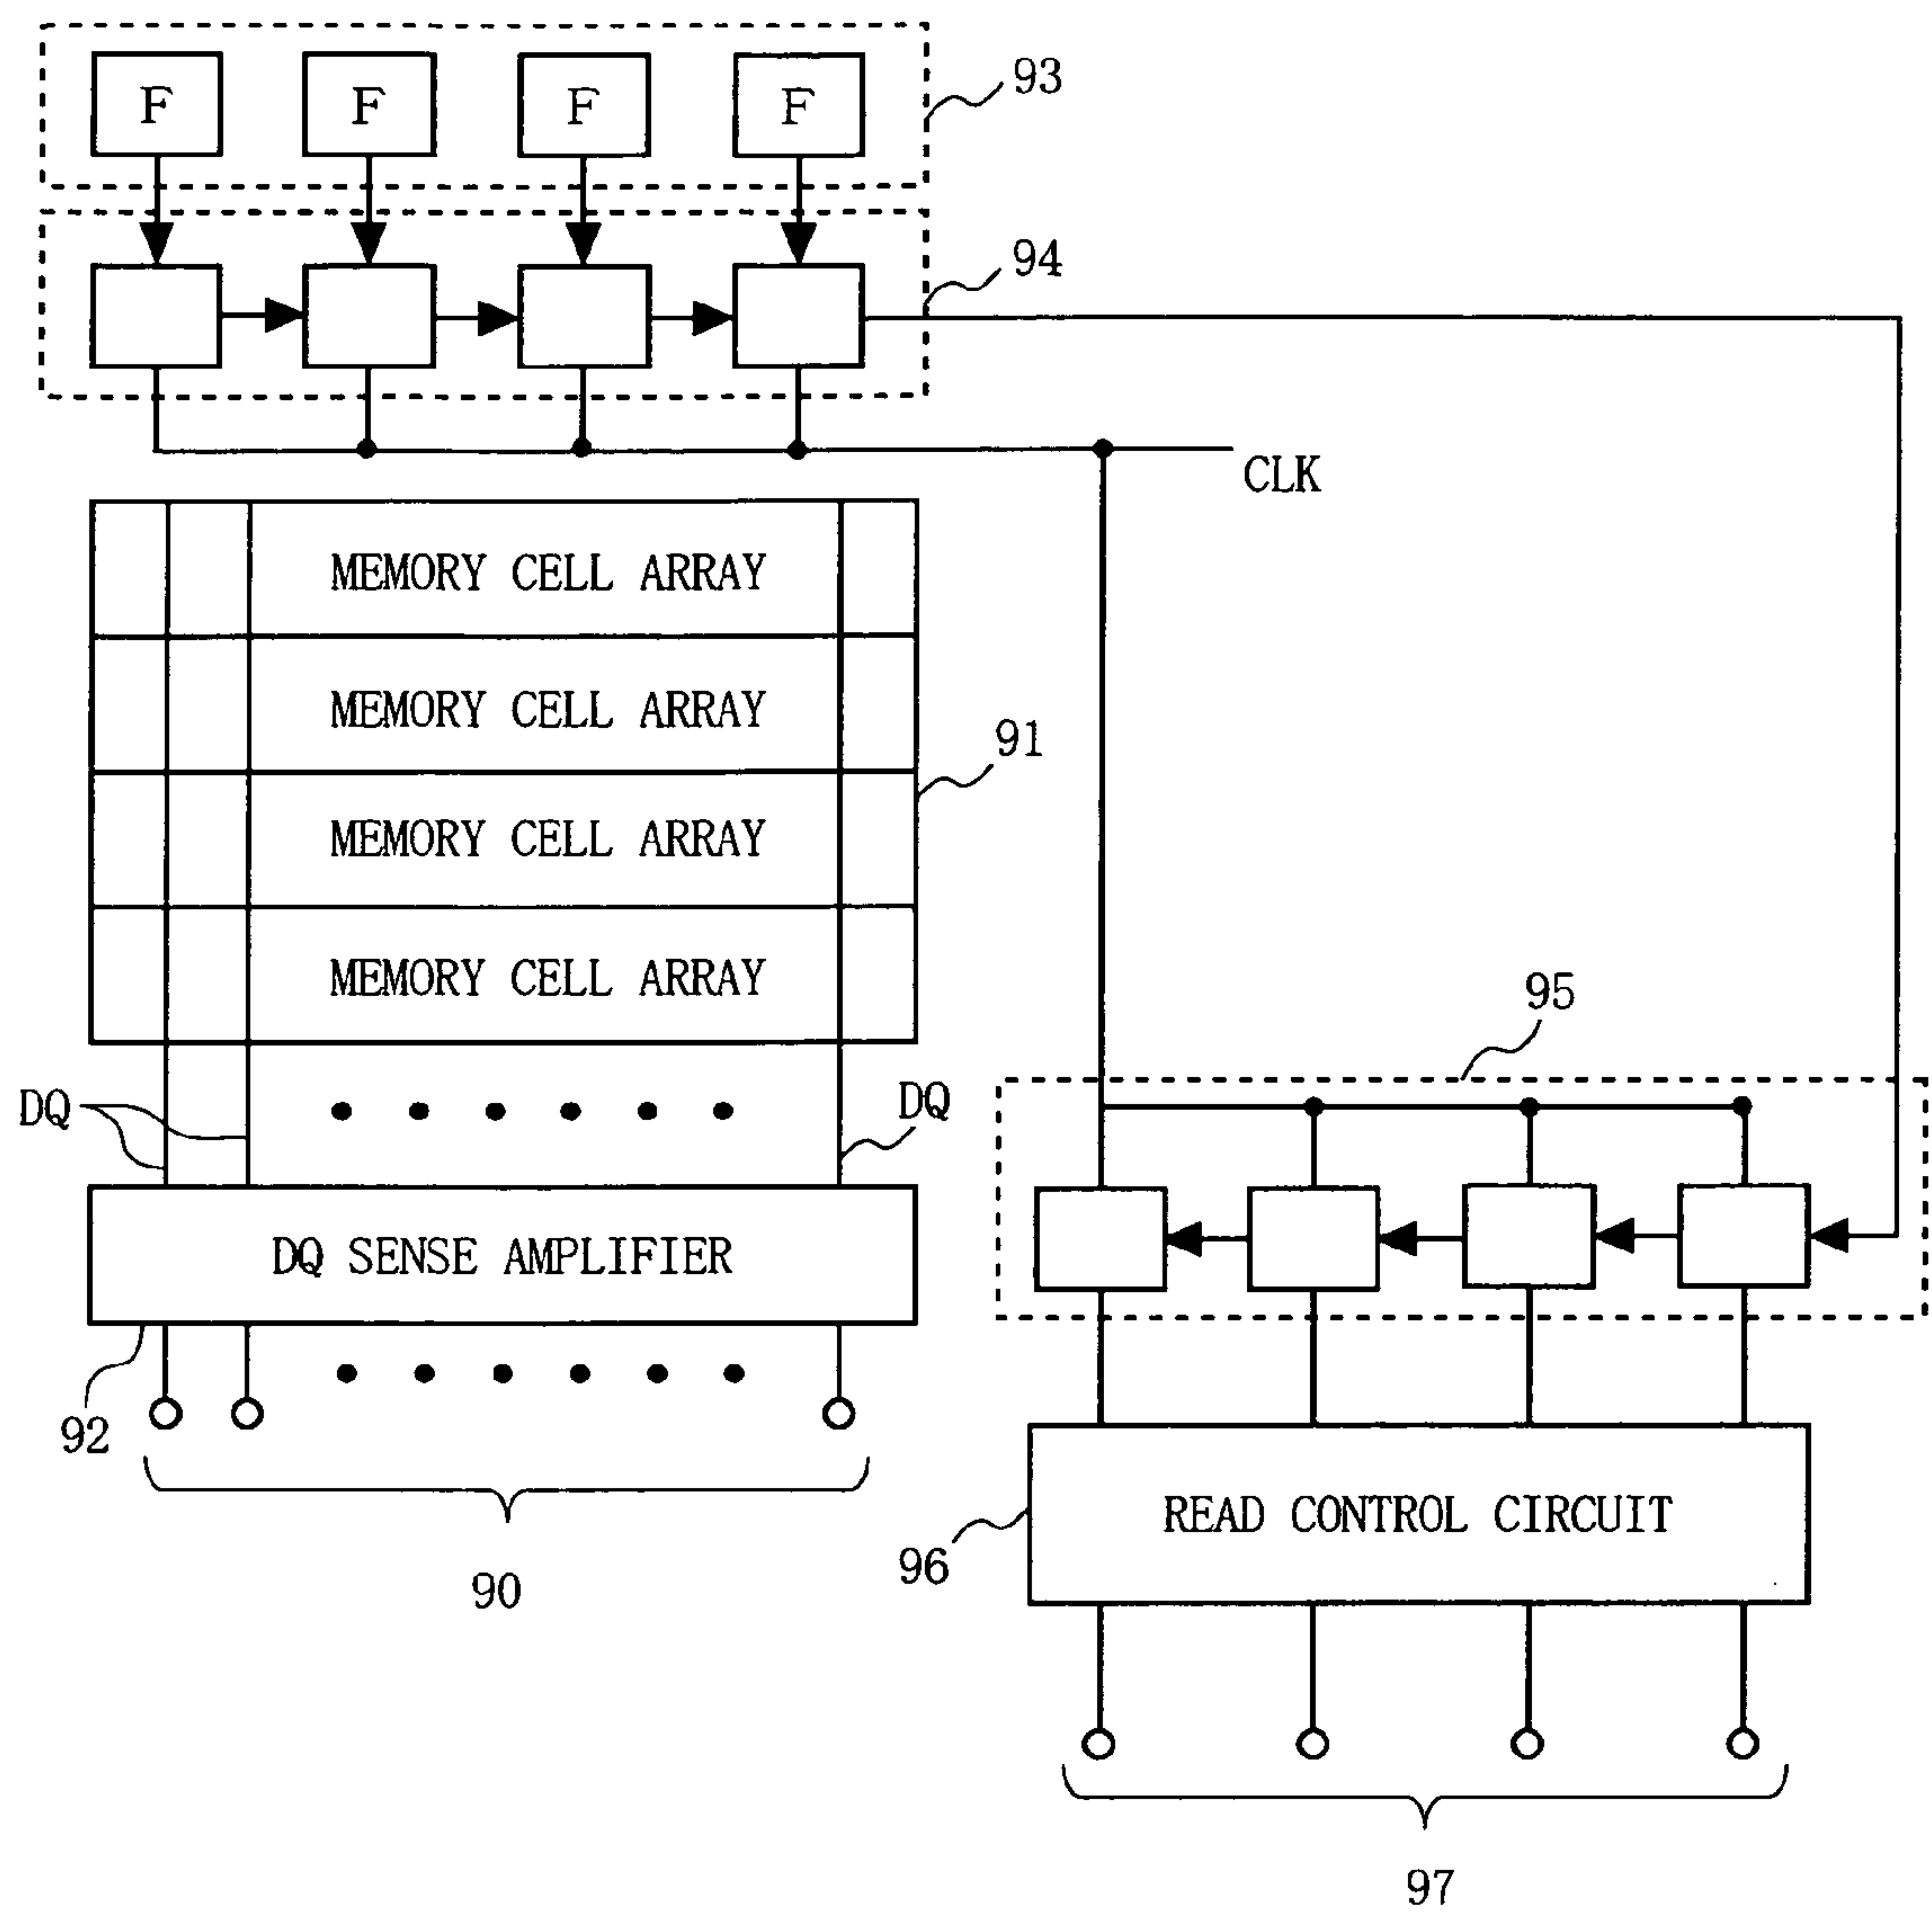 F F F F
93
94
CLK
MEMORY CELL ARRAY
MEMORY CELL ARRAY
91
MEMORY CELL ARRAY
MEMORY CELL ARRAY
95
DQ
DQ
DQ SENSE AMPLIFIER
92
90
READ CONTROL CIRCUIT
96
97